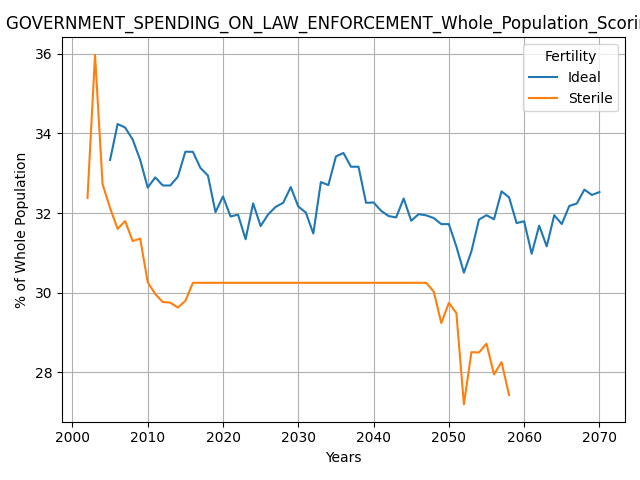 GOVERNMENT_SPENDING_ON_LAW_ENFORCEMENT_Whole_Population_Scori
Fertility
Ideal
Sterile
% of Whole Population
36
34
32
30
28
2000 2010 2020 2030 2040 2050 2060 2070
Years